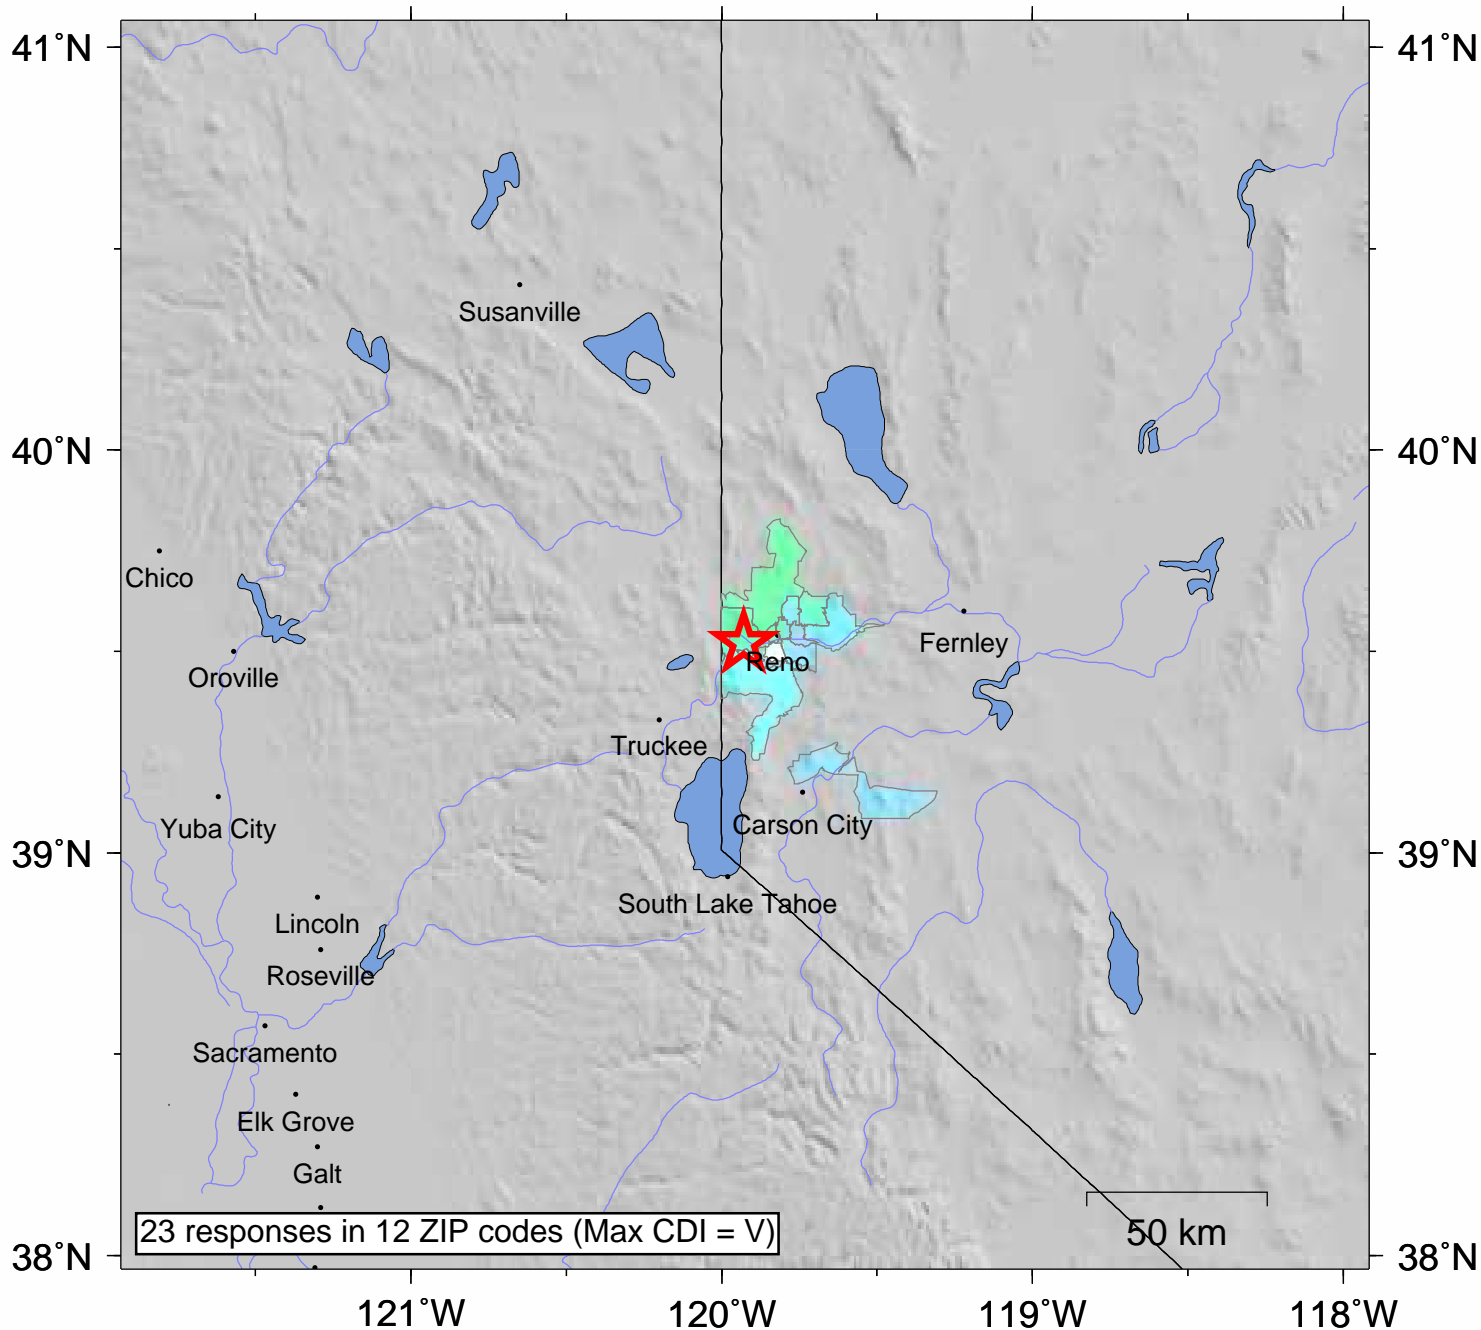 41˚N 41˚N
Susanville
40˚N 40˚N
Chico
Fernley
Reno
Oroville
Truckee
Carson City
Yuba City
39˚N 39˚N
South Lake Tahoe
Lincoln
Roseville
Sacramento
Elk Grove
Galt
23 responses in 12 ZIP codes (Max CDI = V)
50 km
38˚N 38˚N
121˚W 120˚W 119˚W 118˚W